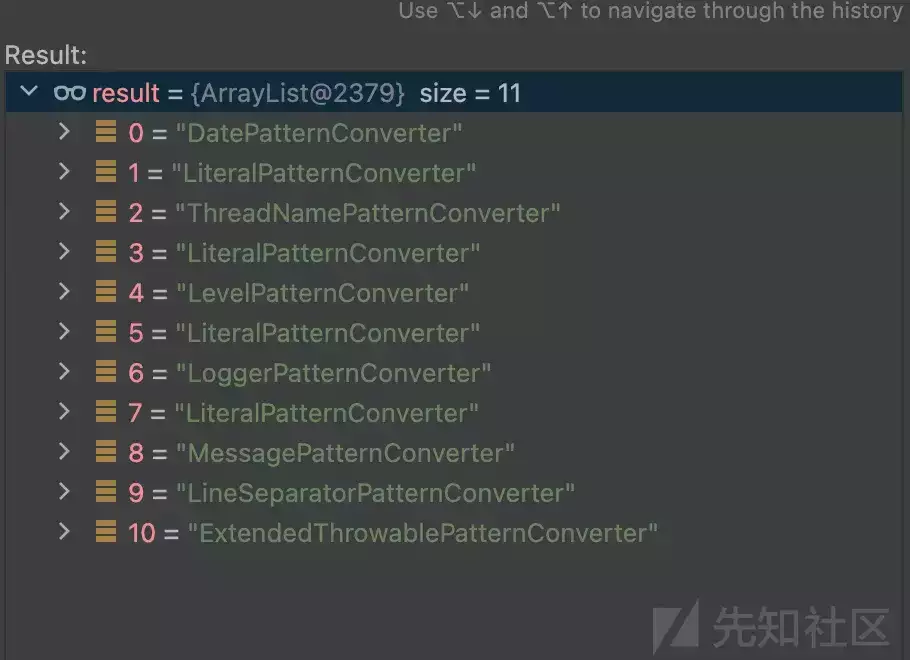 Use ⌥↓ and ⌥↑ to navigate through the history
Result:
result = {ArrayList@2379} size = 11
0 = "DatePatternConverter"
1 = "LiteralPatternConverter"
2 = "ThreadNamePatternConverter"
3 = "LiteralPatternConverter"
4 = "LevelPatternConverter"
5 = "LiteralPatternConverter"
6 = "LoggerPatternConverter"
7 = "LiteralPatternConverter"
8 = "MessagePatternConverter"
9 = "LineSeparatorPatternConverter"
10 = "ExtendedThrowablePatternConverter"
先知社区